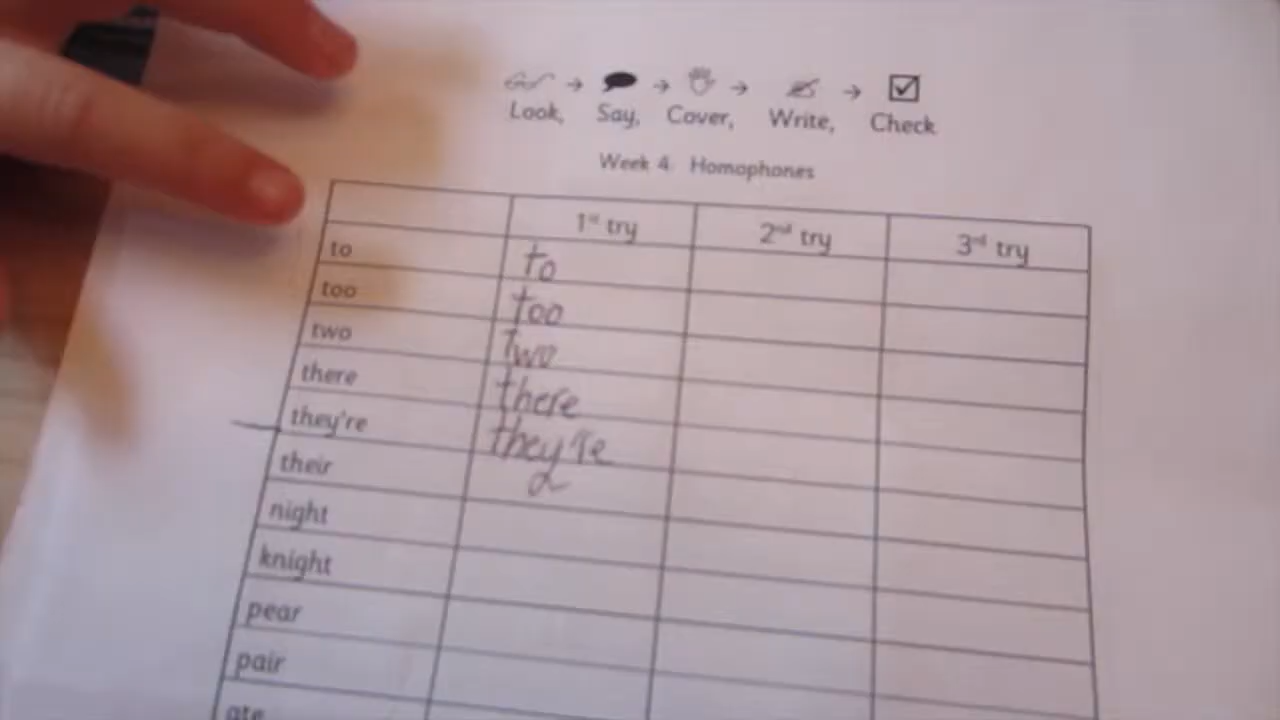 Look, Say, Cover, Write, Check
Week 4 Homophones
1st try 2nd try 3rd try
to to
too too
two two
there there
they're they're
their
night
knight
pear
pair
ate